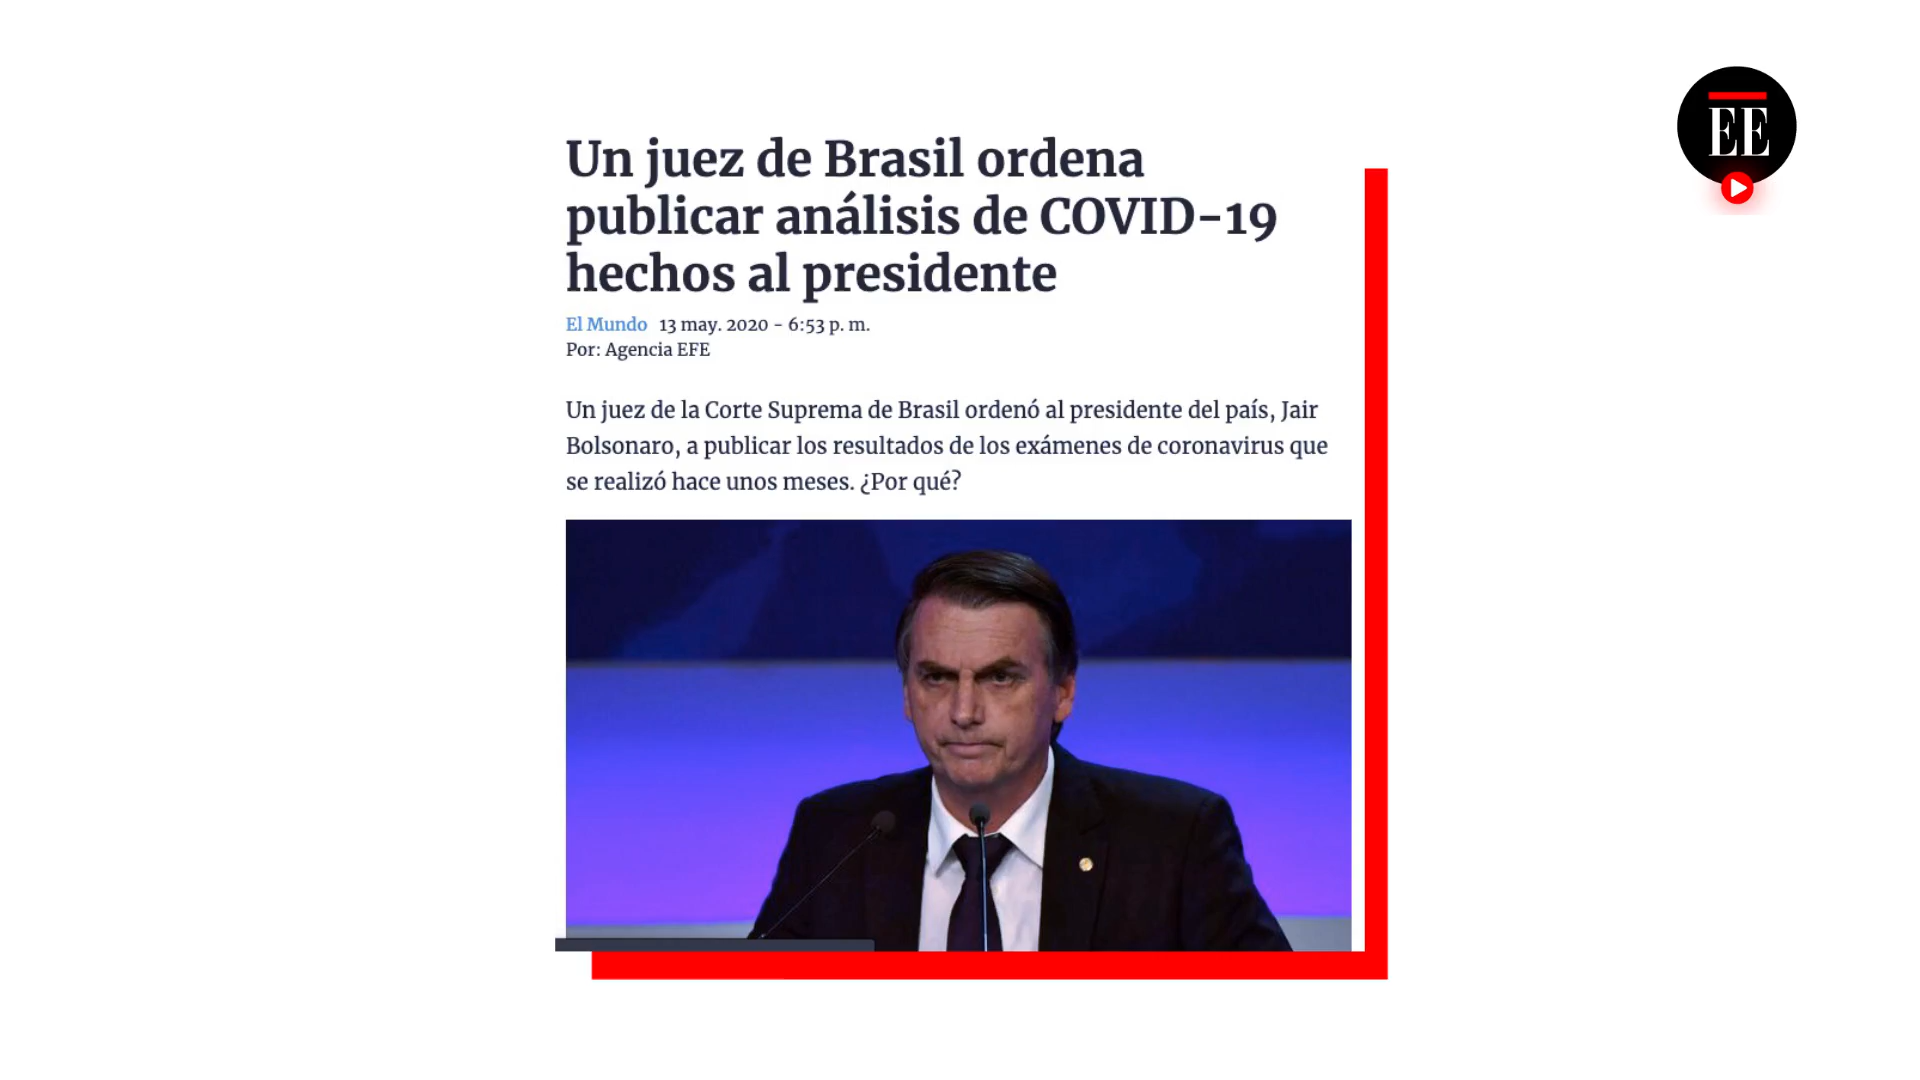 Un juez de Brasil ordena
publicar análisis de COVID-19
hechos al presidente
El Mundo 13 may. 2020 - 6:53 p. m.
Por: Agencia EFE
Un juez de la Corte Suprema de Brasil ordenó al presidente del país, Jair
Bolsonaro, a publicar los resultados de los exámenes de coronavirus que
se realizó hace unos meses. ¿Por qué?
EE